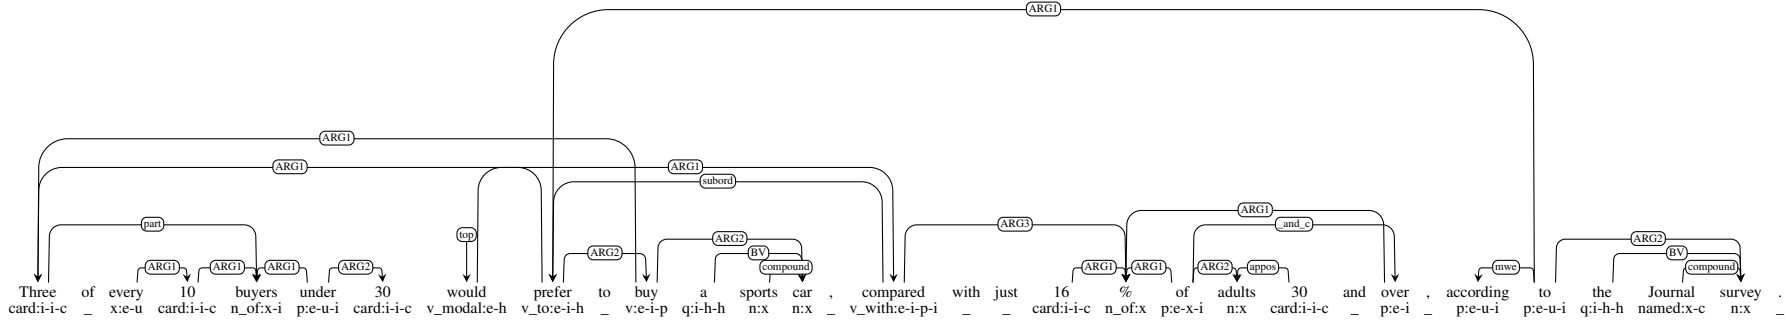 ARG1
ARG1
ARG1 ARG1
subord
part ARG3 ARG1
top _and_c
ARG2 ARG2
BV BV
ARG1 ARG1 ARG1 ARG2 ARG2 compound ARG1 ARG1 ARG2 appos mwe compound
Three of every 10 buyers under 30 would prefer to buy a sports car , compared with just 16 % of adults 30 and over , according to the Journal survey .
card:i-i-c _ x:e-u card:i-i-c n_of:x-i p:e-u-i card:i-i-c v_modal:e-h v_to:e-i-h _ v:e-i-p q:i-h-h n:x n:x _ v_with:e-i-p-i _ _ card:i-i-c n_of:x p:e-x-i n:x card:i-i-c _ p:e-i _ p:e-u-i p:e-u-i q:i-h-h named:x-c n:x _